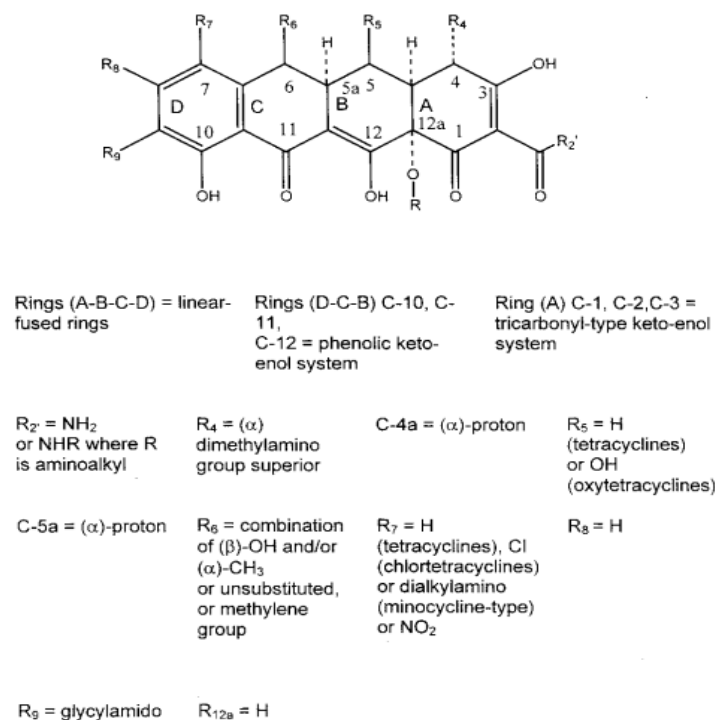 R7 R6 R5 R4
H H
R8 OH
7 6 5a 5 4 3
D C B A
12a
10 11 12 1
R9 R2'
O
OH O OH R O O
Rings (A-B-C-D) = linear-
fused rings
Rings (D-C-B) C-10, C-
11,
C-12 = phenolic keto-
enol system
Ring (A) C-1, C-2,C-3 =
tricarbonyl-type keto-enol
system
R2' = NH2
or NHR where R
is aminoalkyl
R4 = (α)
dimethylamino
group superior
C-4a = (α)-proton
R5 = H
(tetracyclines)
or OH
(oxytetracyclines)
C-5a = (α)-proton
R6 = combination
of (β)-OH and/or
(α)-CH3
or unsubstituted,
or methylene
group
R7 = H
(tetracyclines), Cl
(chlortetracyclines)
or dialkylamino
(minocycline-type)
or NO2
R8 = H
R9 = glycylamido
R12a = H